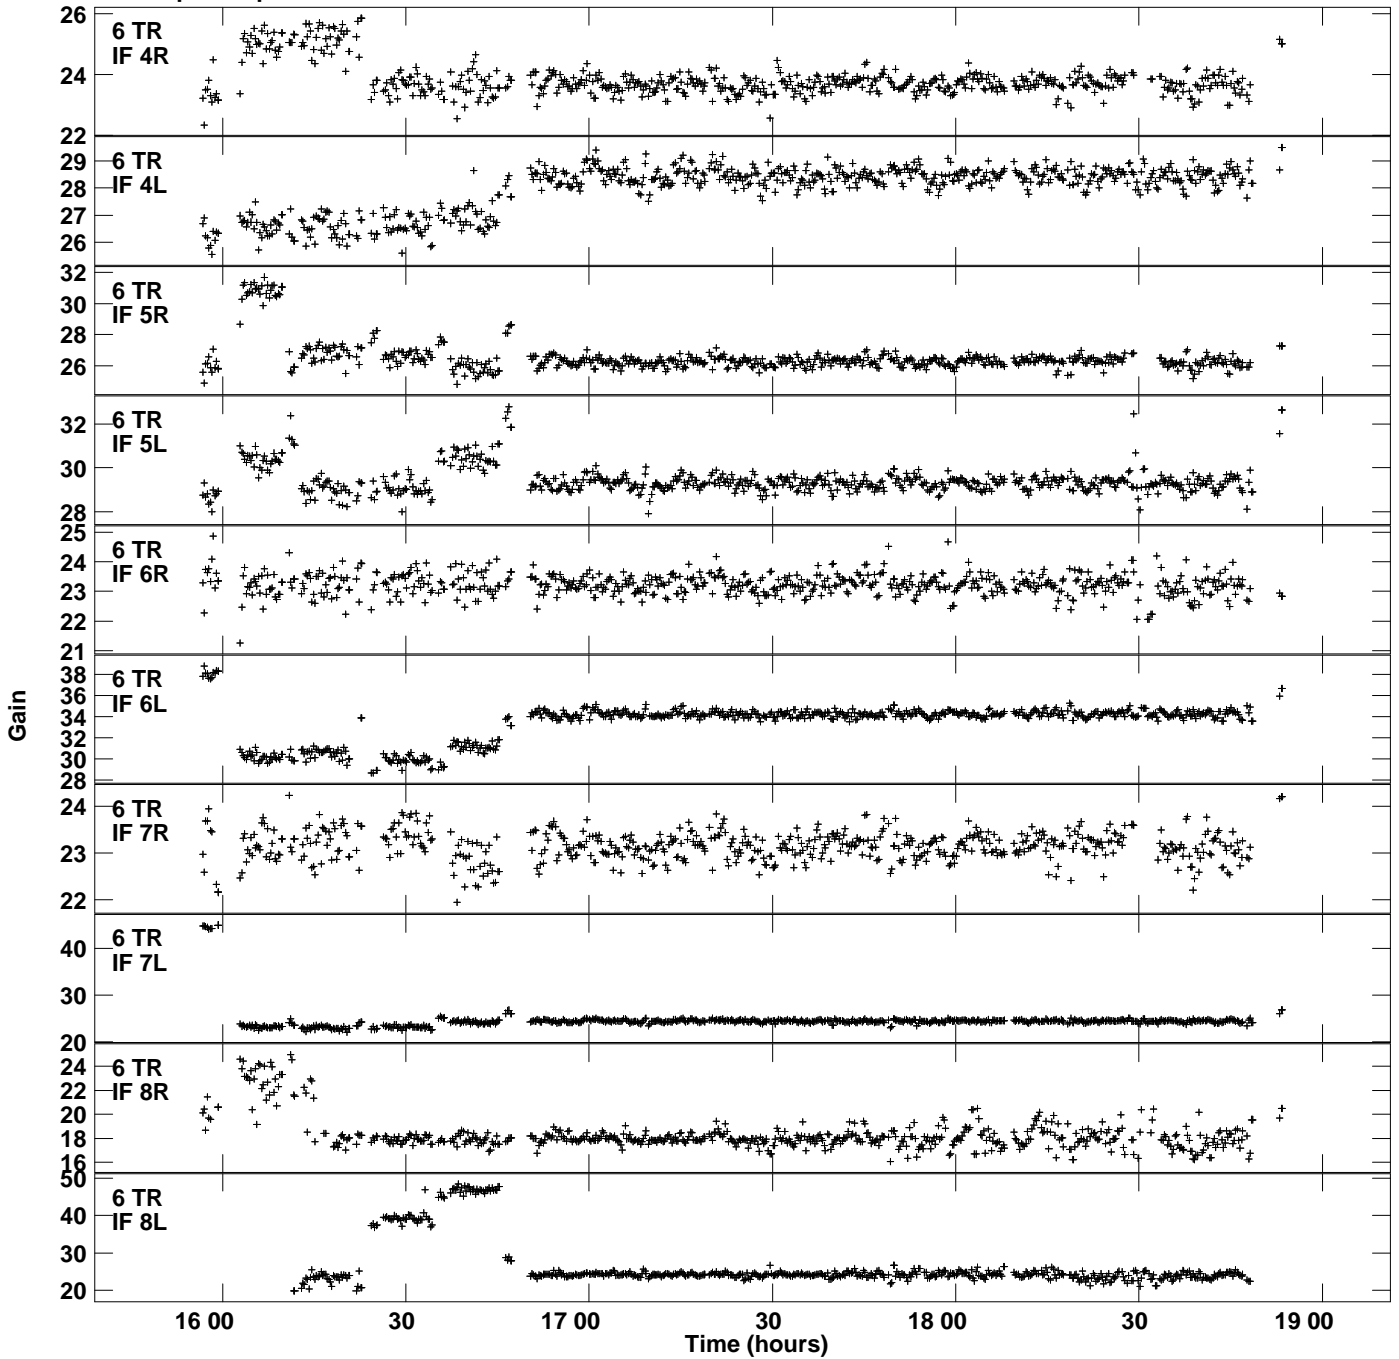 26
24
22
6 TR
IF 4R
29
28
27
26
6 TR
IF 4L
32
30
28
26
6 TR
IF 5R
32
30
28
6 TR
IF 5L
25
24
23
22
21
6 TR
IF 6R
38
36
34
32
30
28
6 TR
IF 6L
24
23
22
6 TR
IF 7R
40
30
20
6 TR
IF 7L
24
22
20
18
16
6 TR
IF 8R
50
40
30
20
6 TR
IF 8L
Gain
16 00
30
17 00
30
18 00
30
19 00
Time (hours)